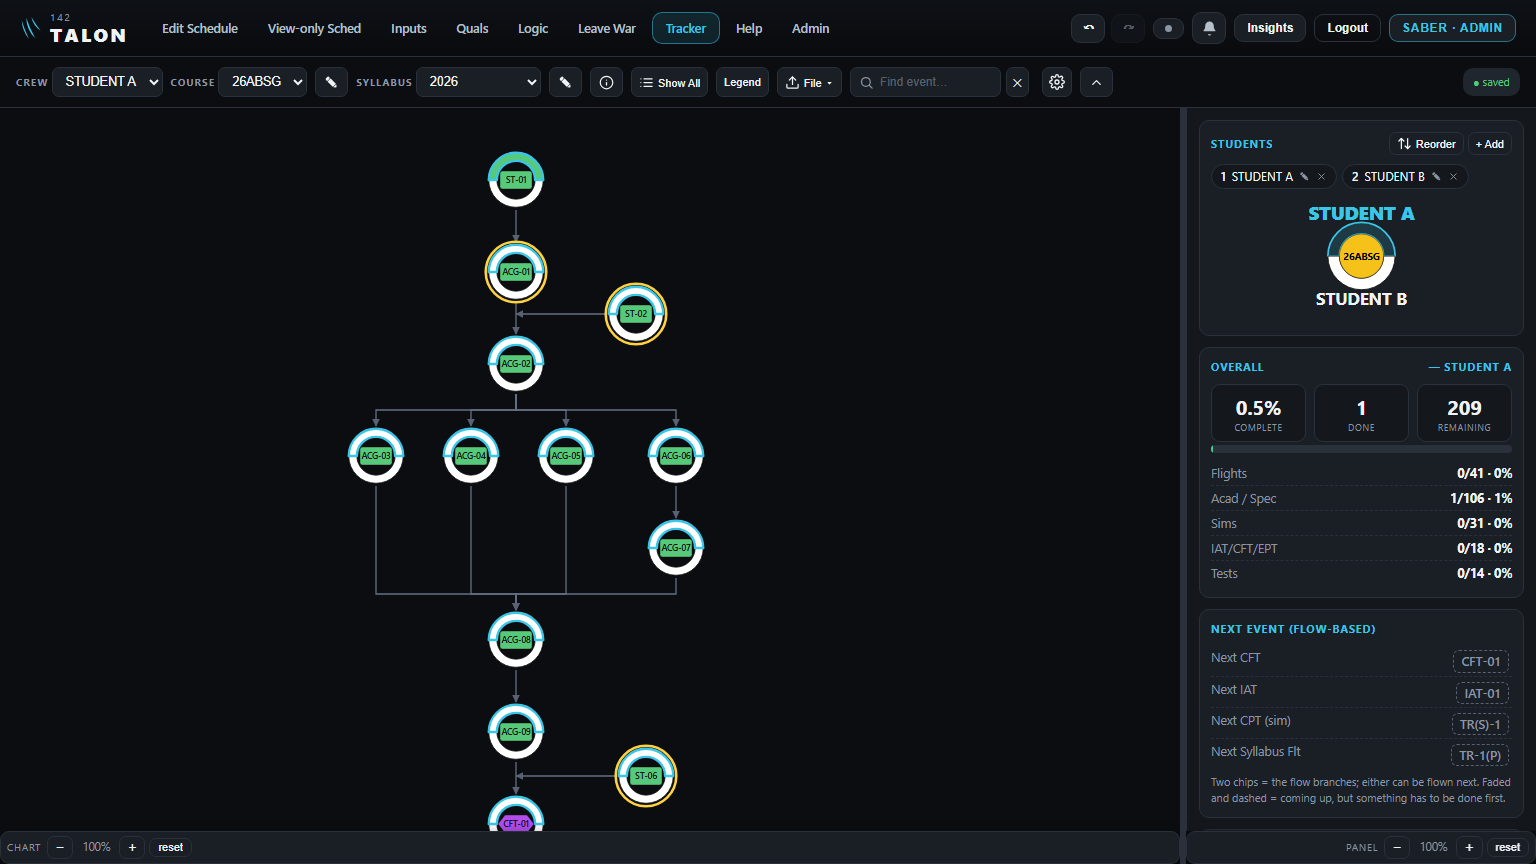 142
TALON
Edit Schedule
View-only Sched
Inputs
Quals
Logic
Leave War
Tracker
Help
Admin
Insights
Logout
SABER · ADMIN
CREW
STUDENT A
COURSE
26ABSG
SYLLABUS
2026
Show All
Legend
File
Find event...
saved
ST-01
ACG-01
ST-02
ACG-02
ACG-03
ACG-04
ACG-05
ACG-06
ACG-07
ACG-08
ACG-09
ST-06
CFT-01
STUDENTS
Reorder
+ Add
1 STUDENT A
2 STUDENT B
STUDENT A
26ABSG
STUDENT B
OVERALL
— STUDENT A
0.5%
COMPLETE
1
DONE
209
REMAINING
Flights
0/41 · 0%
Acad / Spec
1/106 · 1%
Sims
0/31 · 0%
IAT/CFT/EPT
0/18 · 0%
Tests
0/14 · 0%
NEXT EVENT (FLOW-BASED)
Next CFT
CFT-01
Next IAT
IAT-01
Next CPT (sim)
TR(S)-1
Next Syllabus Flt
TR-1(P)
Two chips = the flow branches; either can be flown next. Faded
and dashed = coming up, but something has to be done first.
CHART
−
100%
+
reset
PANEL
−
100%
+
reset